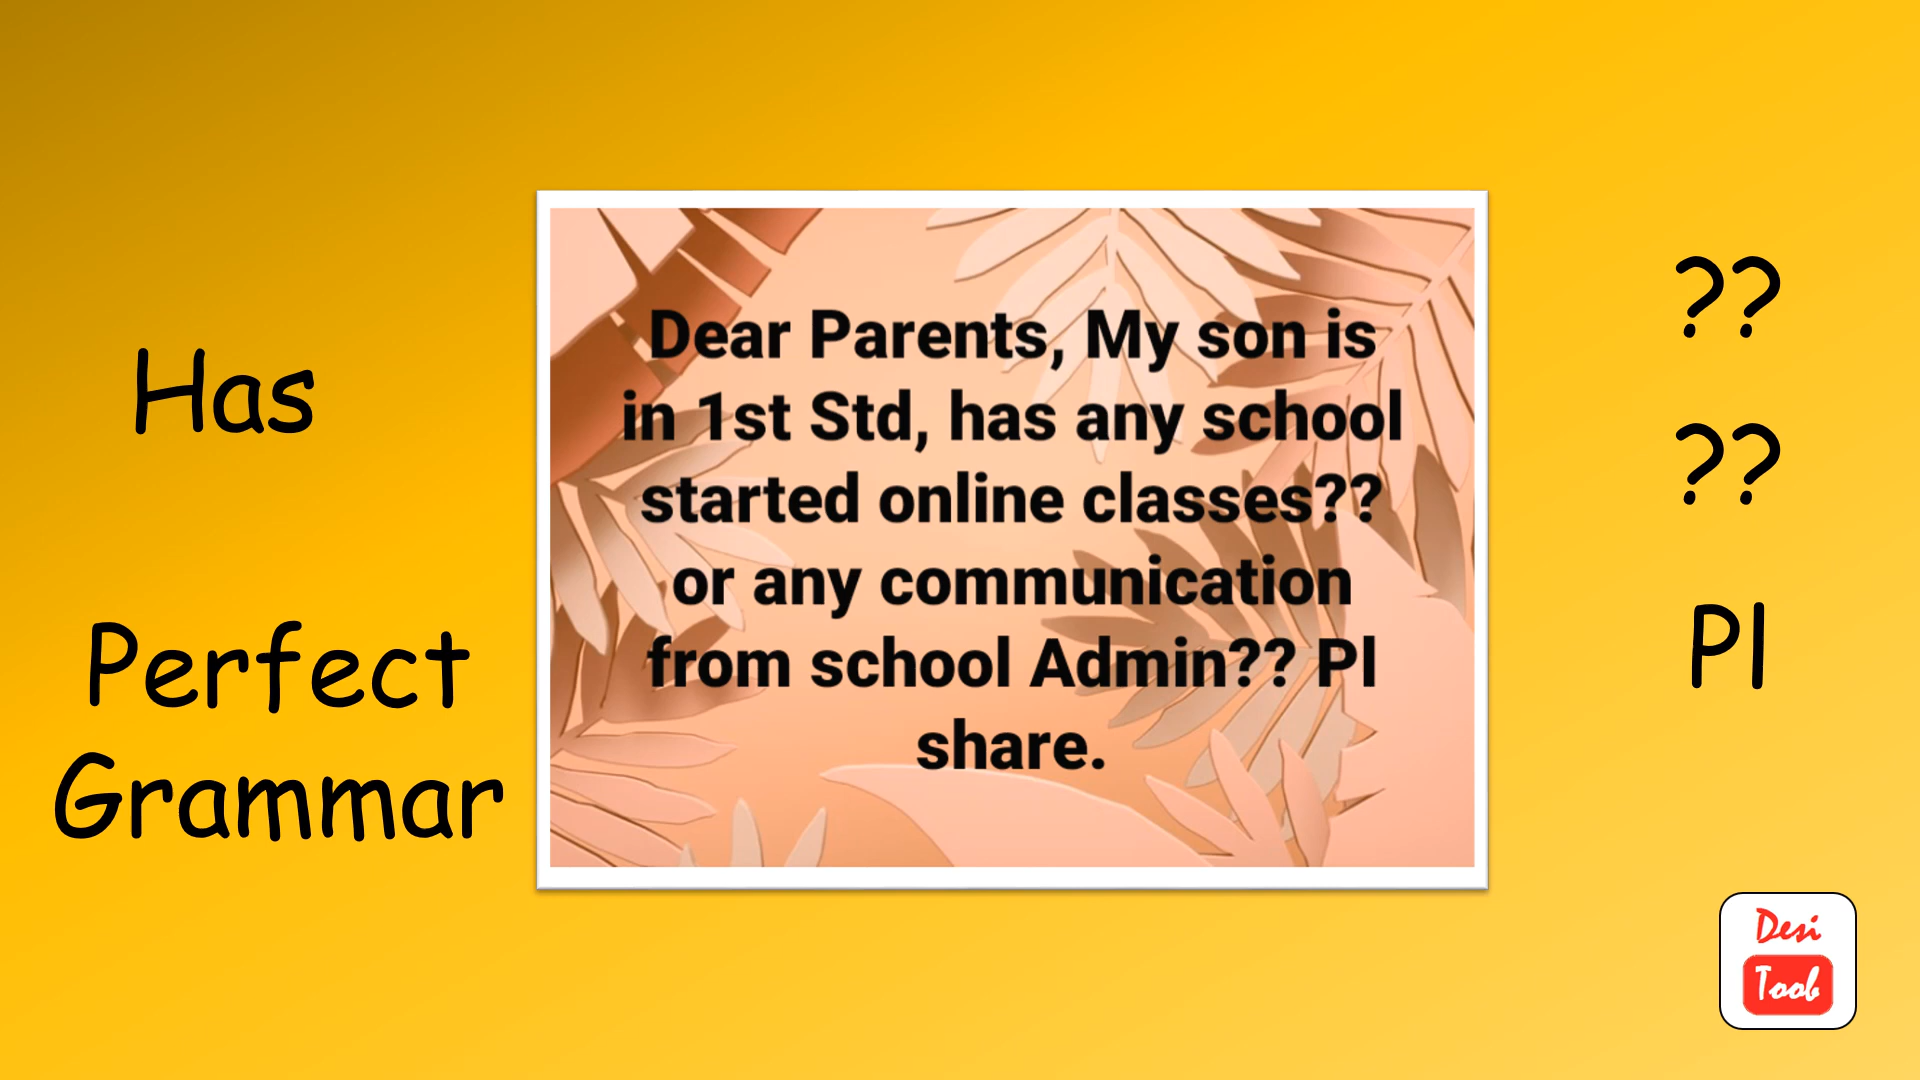 Has
Perfect
Grammar
Dear Parents, My son is
in 1st Std, has any school
started online classes??
or any communication
from school Admin?? Pl
share.
??
??
Pl
Desi
Toob